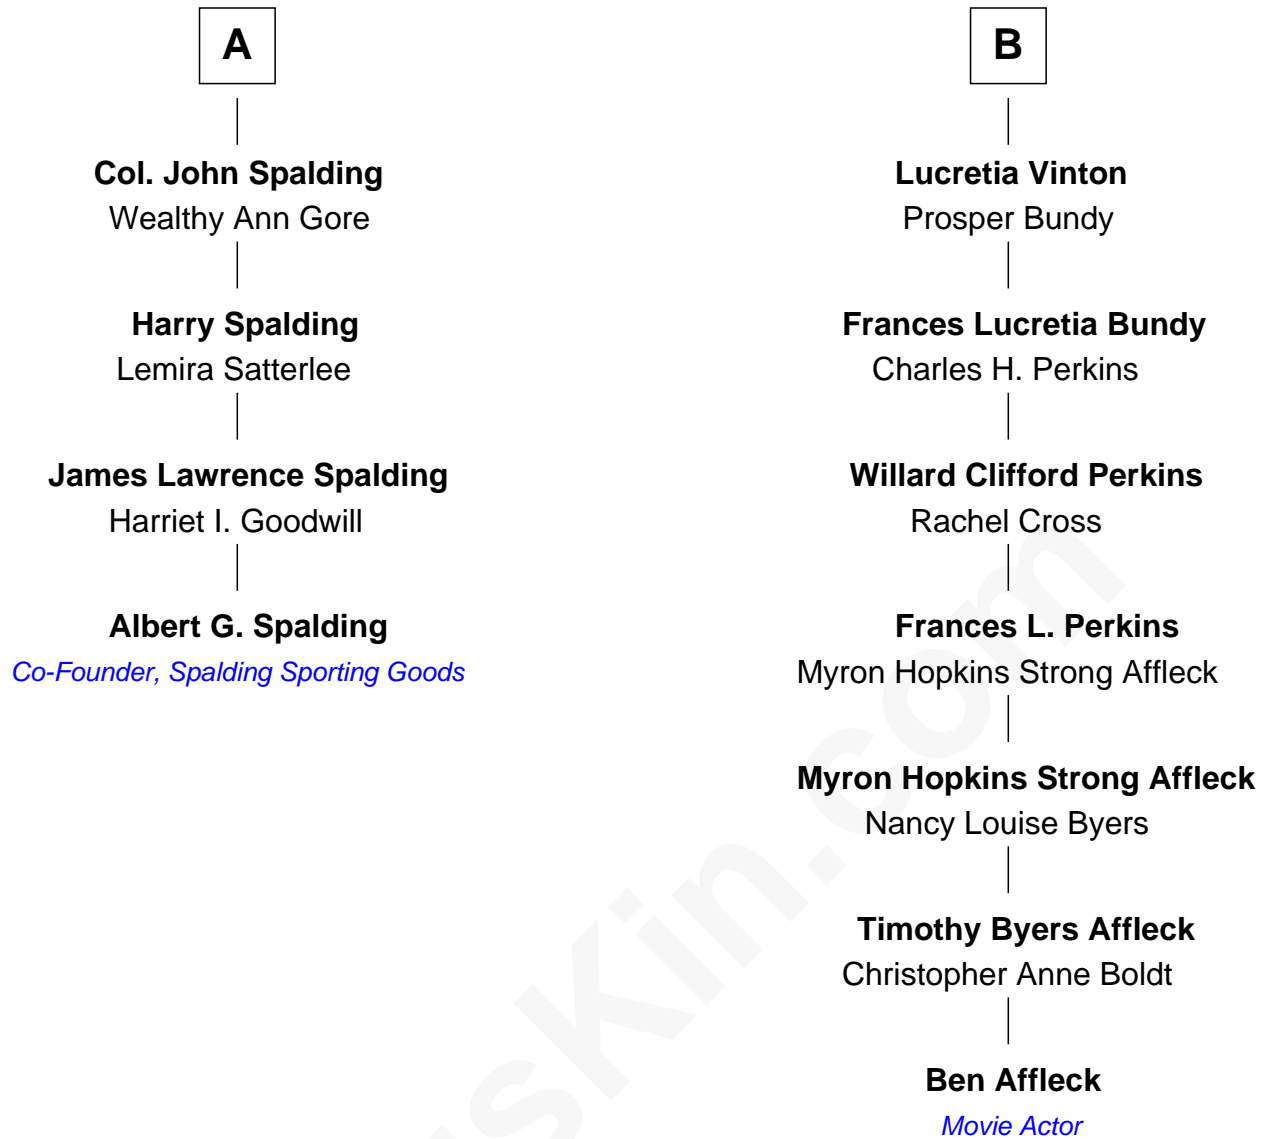 A
Col. John Spalding
Wealthy Ann Gore
Harry Spalding
Lemira Satterlee
James Lawrence Spalding
Harriet I. Goodwill
Albert G. Spalding
Co-Founder, Spalding Sporting Goods
B
Lucretia Vinton
Prosper Bundy
Frances Lucretia Bundy
Charles H. Perkins
Willard Clifford Perkins
Rachel Cross
Frances L. Perkins
Myron Hopkins Strong Affleck
Myron Hopkins Strong Affleck
Nancy Louise Byers
Timothy Byers Affleck
Christopher Anne Boldt
Ben Affleck
Movie Actor
sKin.com